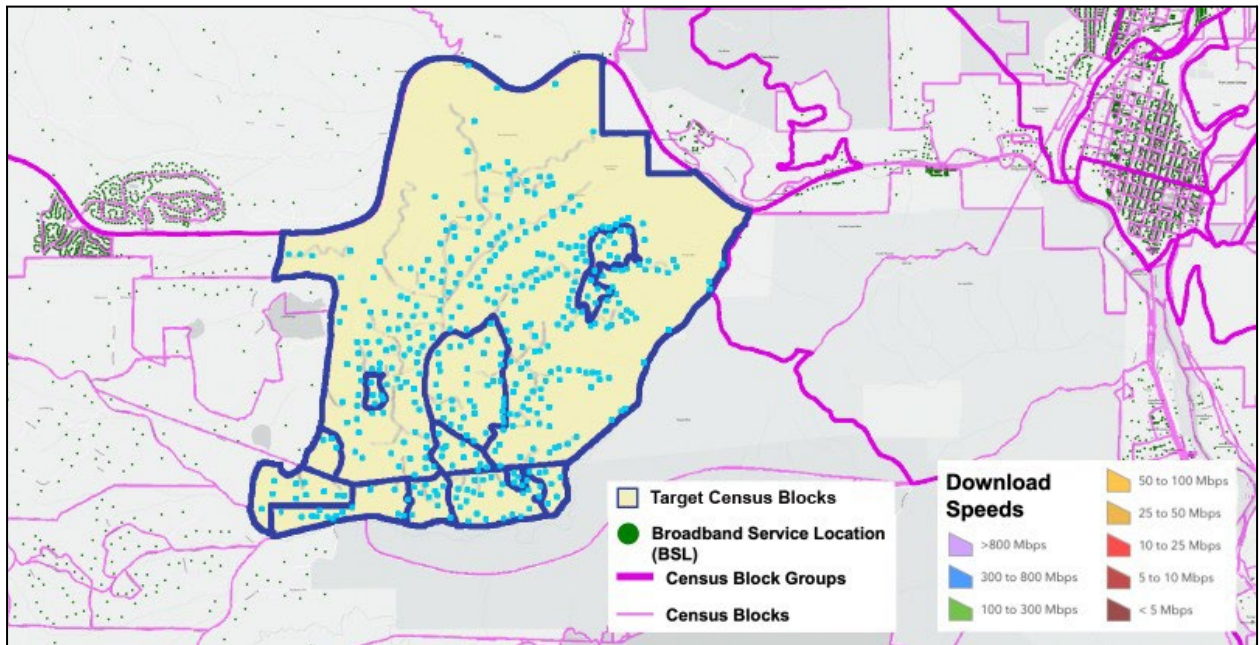 Target Census Blocks
Broadband Service Location
(BSL)
Census Block Groups
Census Blocks
Download
Speeds
>800 Mbps
300 to 800 Mbps
100 to 300 Mbps
50 to 100 Mbps
25 to 50 Mbps
10 to 25 Mbps
5 to 10 Mbps
< 5 Mbps